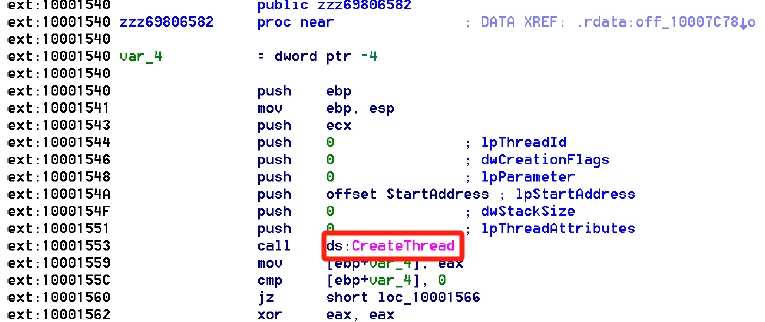 ext:10001540 public zzz69806582
ext:10001540 zzz69806582 proc near ; DATA XREF: .rdata:off_10007C78↓o
ext:10001540
ext:10001540 var_4 = dword ptr -4
ext:10001540
ext:10001540 push ebp
ext:10001541 mov ebp, esp
ext:10001543 push ecx
ext:10001544 push 0 ; lpThreadId
ext:10001546 push 0 ; dwCreationFlags
ext:10001548 push 0 ; lpParameter
ext:1000154A push offset StartAddress ; lpStartAddress
ext:1000154F push 0 ; dwStackSize
ext:10001551 push 0 ; lpThreadAttributes
ext:10001553 call ds:CreateThread
ext:10001559 mov [ebp+var_4], eax
ext:1000155C cmp [ebp+var_4], 0
ext:10001560 jz short loc_10001566
ext:10001562 xor eax, eax